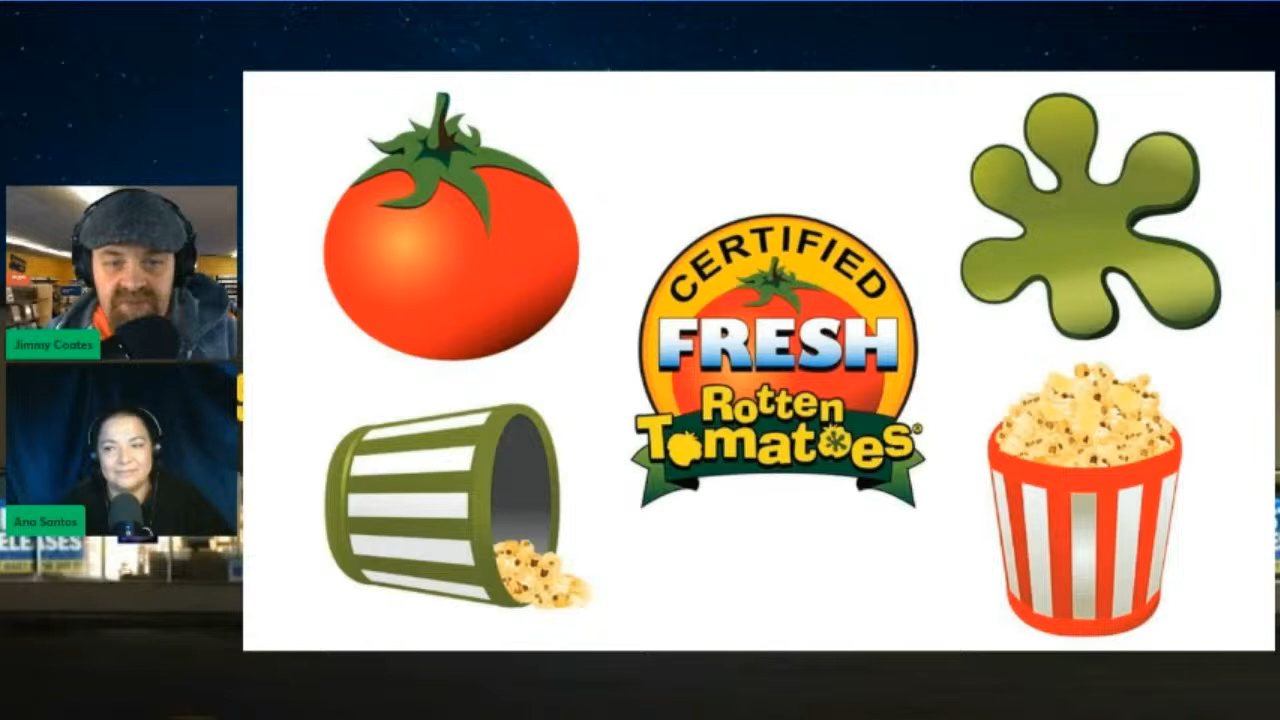 Jimmy Coates
Ana Santos
CERTIFIED
FRESH
Rotten
Tomatoes®